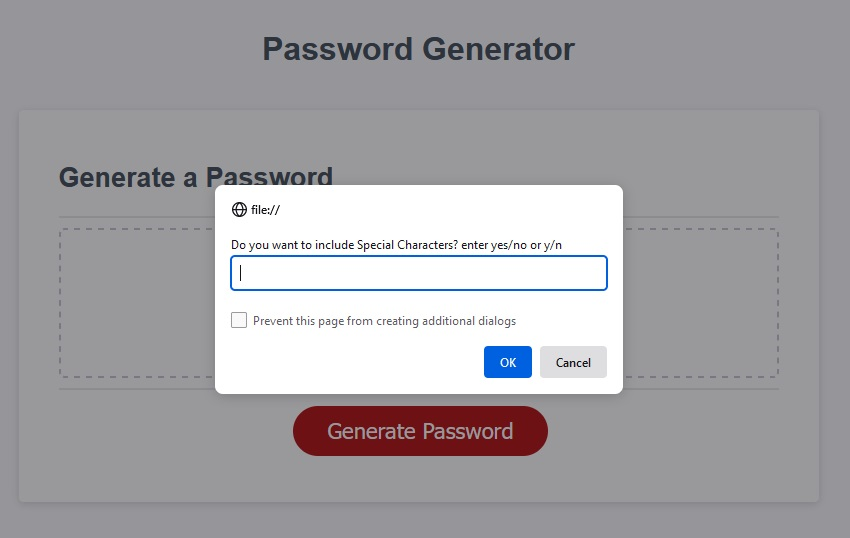 Password Generator
Generate a Password
file://
Do you want to include Special Characters? enter yes/no or y/n
Prevent this page from creating additional dialogs
OK
Cancel
Generate Password